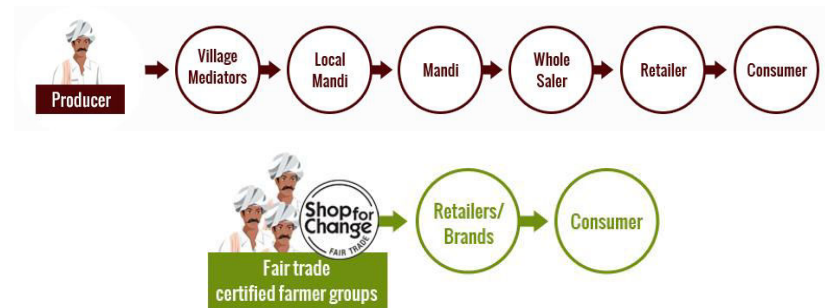 Producer
Village
Mediators
Local
Mandi
Mandi
Whole
Saler
Retailer
Consumer
Shop for
Change
FAIR TRADE
Fair trade
certified farmer groups
Retailers/
Brands
Consumer